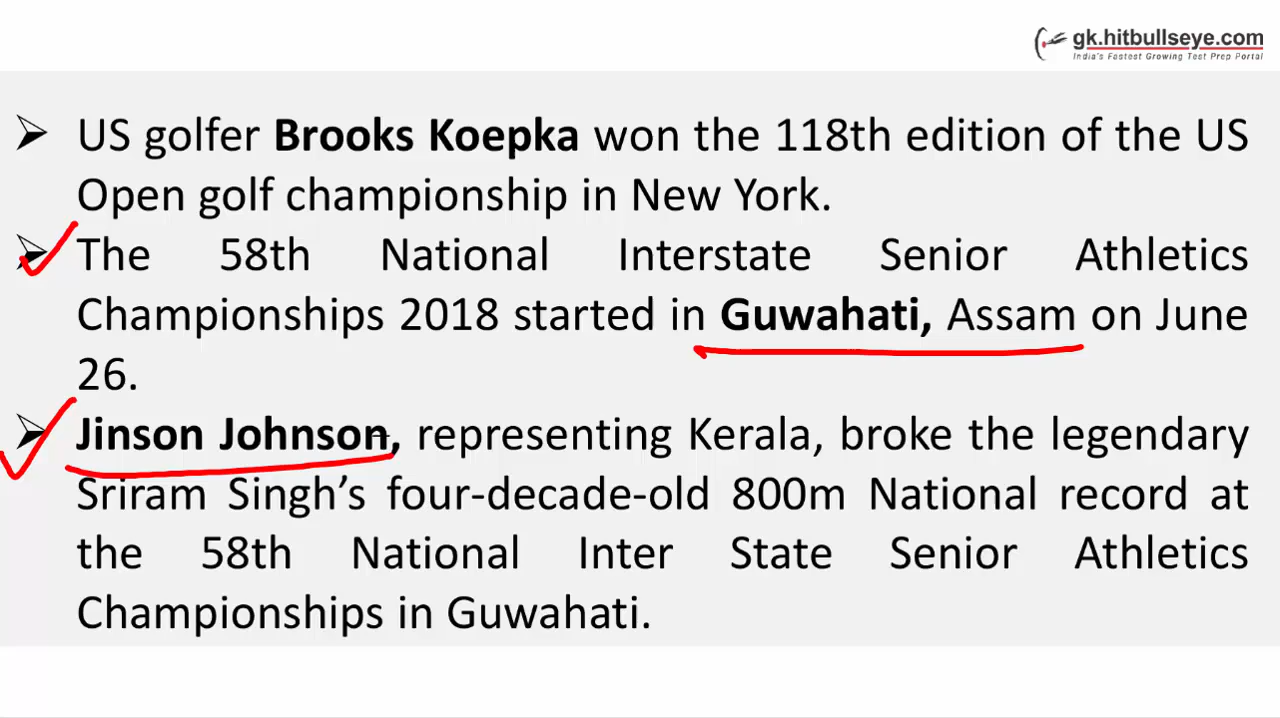 gk.hitbullseye.com
India's Fastest Growing Test Prep Portal
US golfer Brooks Koepka won the 118th edition of the US
Open golf championship in New York.
The 58th National Interstate Senior Athletics
Championships 2018 started in Guwahati, Assam on June
26.
Jinson Johnson, representing Kerala, broke the legendary
Sriram Singh's four-decade-old 800m National record at
the 58th National Inter State Senior Athletics
Championships in Guwahati.